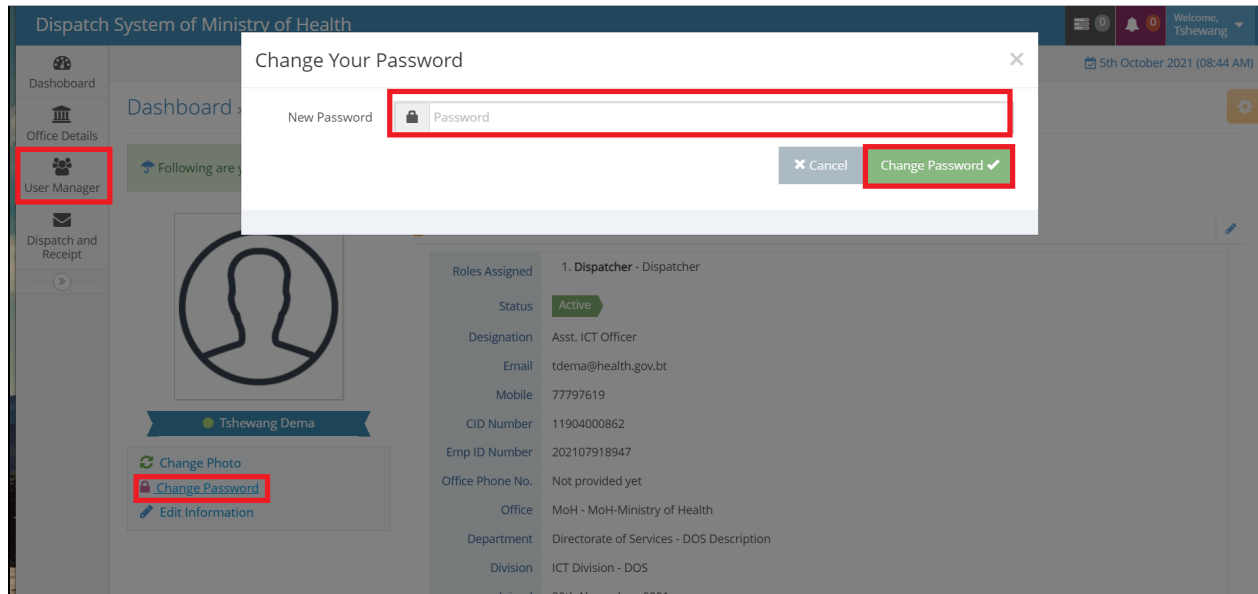 Dispatch System of Ministry of Health
0
0
Welcome,
Tshewang
Dashoboard
Office Details
User Manager
Dispatch and
Receipt
5th October 2021 (08:44 AM)
Dashboard »
Following are
Change Your Password
×
New Password
Password
Cancel
Change Password
Tshewang Dema
Change Photo
Change Password
Edit Information
Roles Assigned 1. Dispatcher - Dispatcher
Status Active
Designation Asst. ICT Officer
Email tdema@health.gov.bt
Mobile 77797619
CID Number 11904000862
Emp ID Number 202107918947
Office Phone No. Not provided yet
Office MoH - MoH-Ministry of Health
Department Directorate of Services - DOS Description
Division ICT Division - DOS